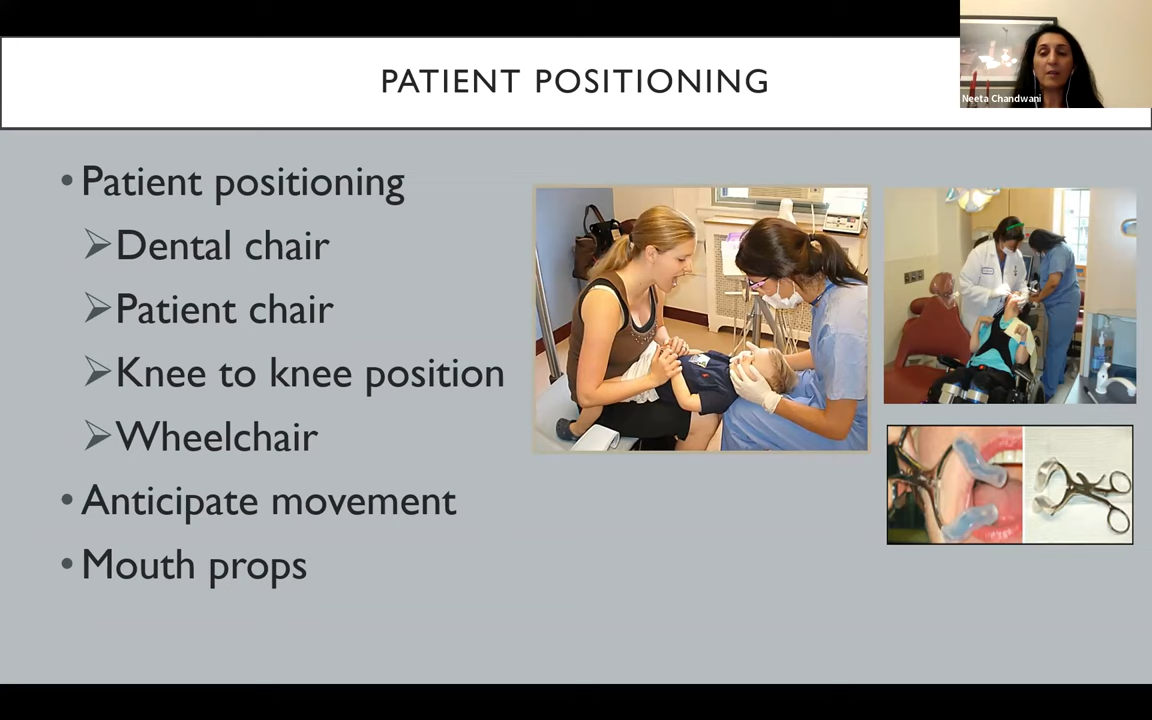 PATIENT POSITIONING
Neeta Chandwani
• Patient positioning
➢ Dental chair
➢ Patient chair
➢ Knee to knee position
➢ Wheelchair
• Anticipate movement
• Mouth props